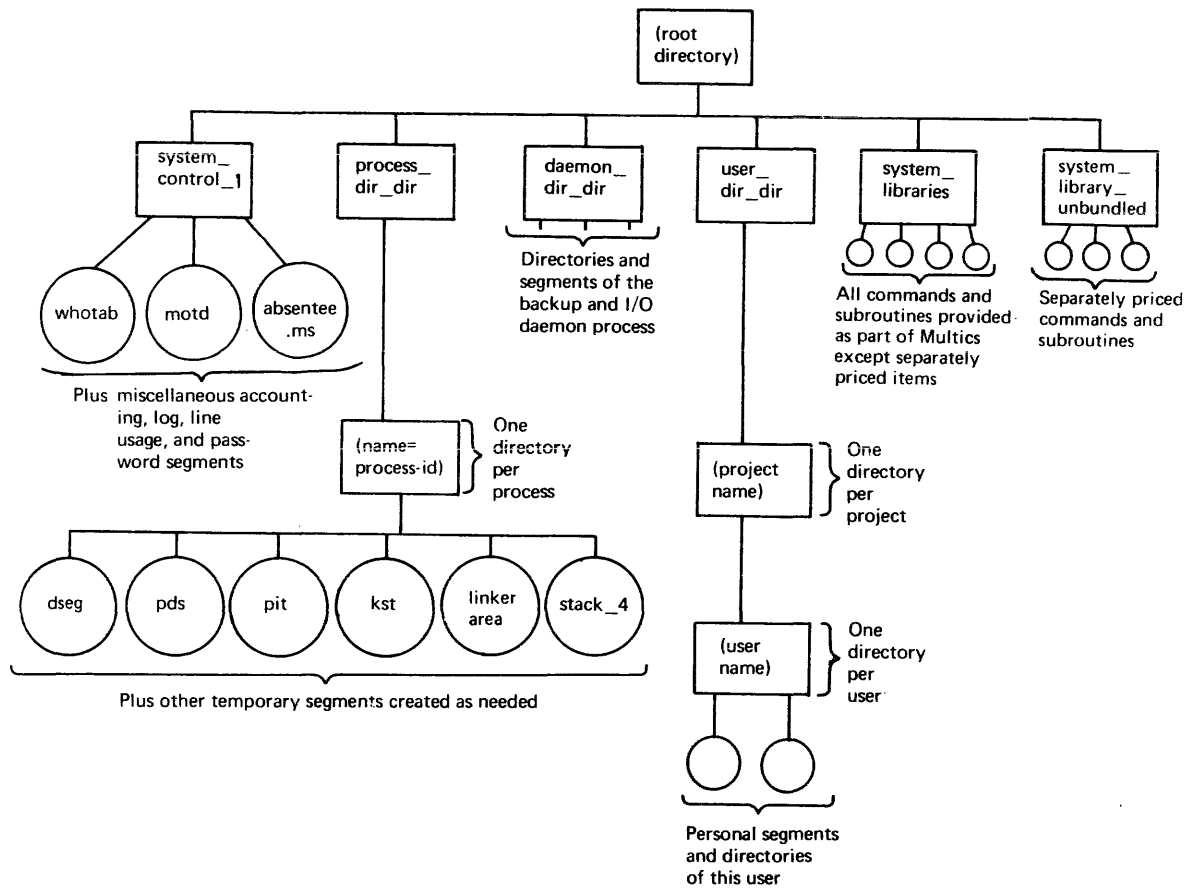 (root
directory)
system_
control_1
process_
dir_dir
daemon_
dir_dir
user_
dir_dir
system_
libraries
system_
library_
unbundled
whotab
motd
absentee
.ms
Plus miscellaneous account-
ing, log, line
usage, and pass-
word segments
Directories and
segments of the
backup and I/O
daemon process
All commands and
subroutines provided
as part of Multics
except separately
priced items
Separately priced
commands and
subroutines
(name=
process-id)
One
directory
per
process
(project
name)
One
directory
per
project
dseg
pds
pit
kst
linker
area
stack_4
Plus other temporary segments created as needed
(user
name)
One
directory
per
user
Personal segments
and directories
of this user